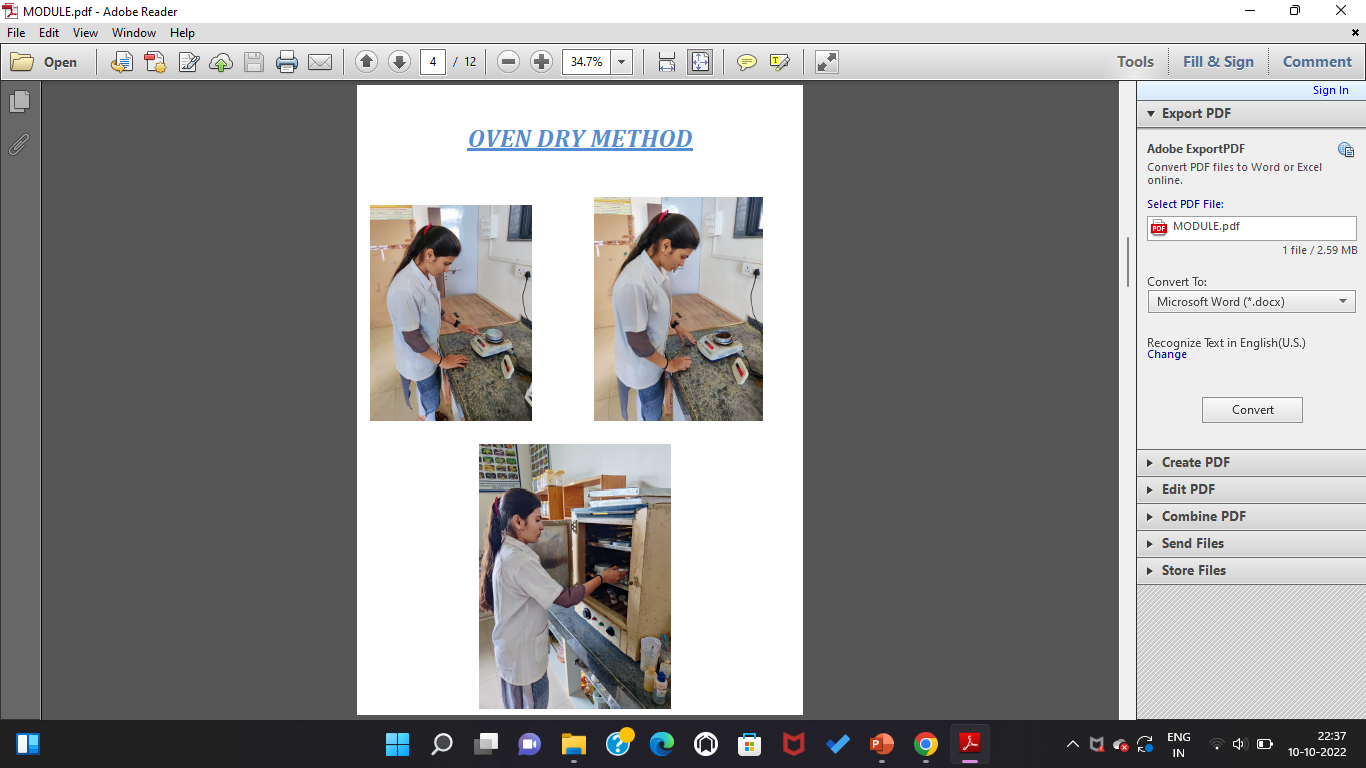 MODULE.pdf - Adobe Reader
File Edit View Window Help
Open
4 / 12
34.7%
Tools Fill & Sign Comment
Sign In
OVEN DRY METHOD
Export PDF
Adobe ExportPDF
Convert PDF files to Word or Excel
online.
Select PDF File:
PDF MODULE.pdf
1 file / 2.59 MB
Convert To:
Microsoft Word (*.docx)
Recognize Text in English(U.S.)
Change
Convert
Create PDF
Edit PDF
Combine PDF
Send Files
Store Files
ENG
IN
22:37
10-10-2022